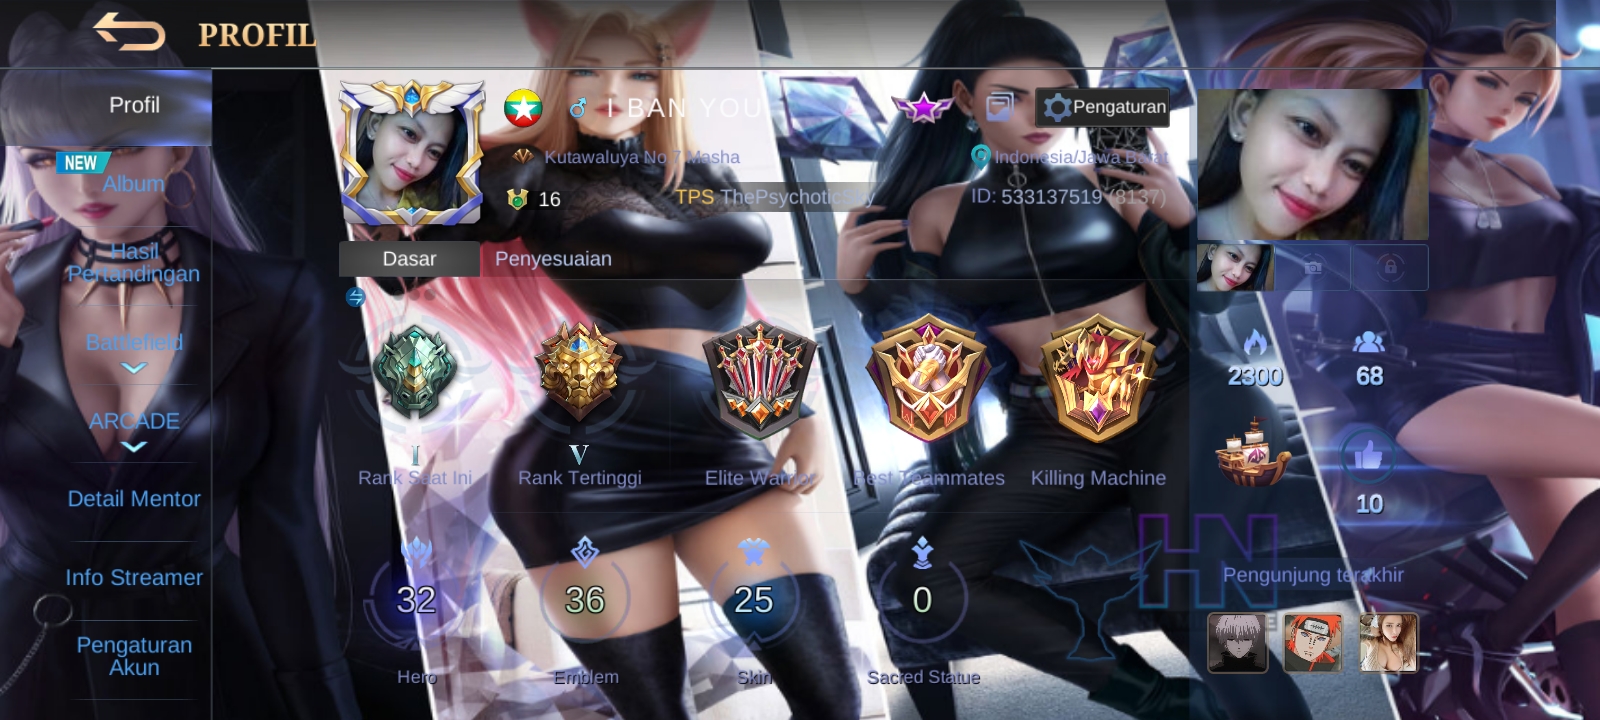 PROFIL
Profil
NEW
Album
Hasil
Pertandingan
Battlefield
ARCADE
Detail Mentor
Info Streamer
Pengaturan
Akun
I BAN YOU
Pengaturan
Kutawaluya No.7 Masha
Indonesia/Jawa Barat
16
TPS ThePsychoticsky
ID: 533137519 (8137)
Dasar
Penyesuaian
I
V
Rank Saat Ini
Rank Tertinggi
Elite Warrior
Best Teammates
Killing Machine
2300
68
10
32
36
25
0
Hero
Emblem
Skin
Sacred Statue
HN
Pengunjung terakhir